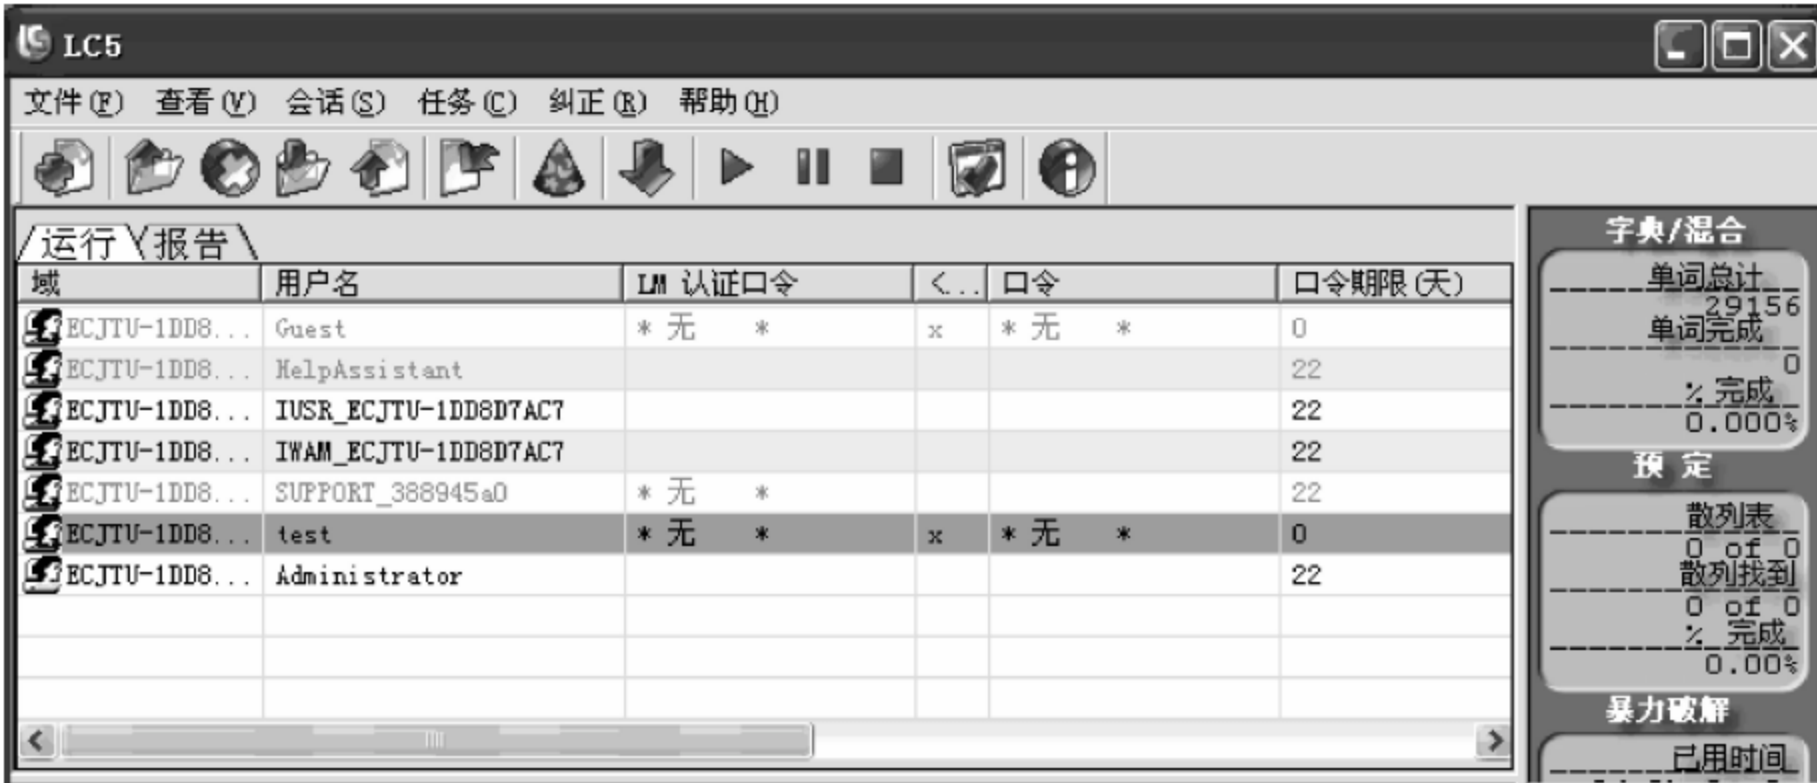 LC5
文件(F) 查看(V) 会话(S) 任务(C) 纠正(R) 帮助(H)
运行 报告
域 用户名 LM 认证口令 <... 口令 口令期限(天)
ECJTU-1DD8... Guest * 无 * x * 无 * 0
ECJTU-1DD8... HelpAssistant 22
ECJTU-1DD8... IUSR_ECJTU-1DD8D7AC7 22
ECJTU-1DD8... IWAM_ECJTU-1DD8D7AC7 22
ECJTU-1DD8... SUPPORT_388945a0 * 无 * 22
ECJTU-1DD8... test * 无 * x * 无 * 0
ECJTU-1DD8... Administrator 22
字典/混合
单词总计
29156
单词完成
0
% 完成
0.000%
预 定
散列表
0 of 0
散列找到
0 of 0
% 完成
0.00%
暴力破解
已用时间